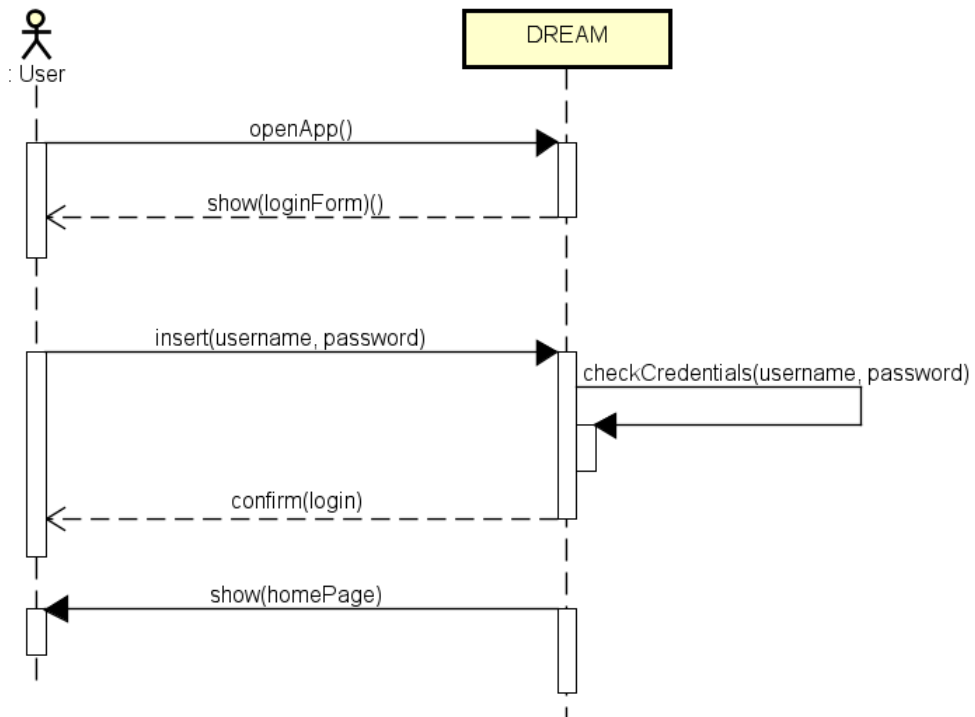 : User
DREAM
openApp()
show(loginForm)()
insert(username, password)
checkCredentials(username, password)
confirm(login)
show(homePage)